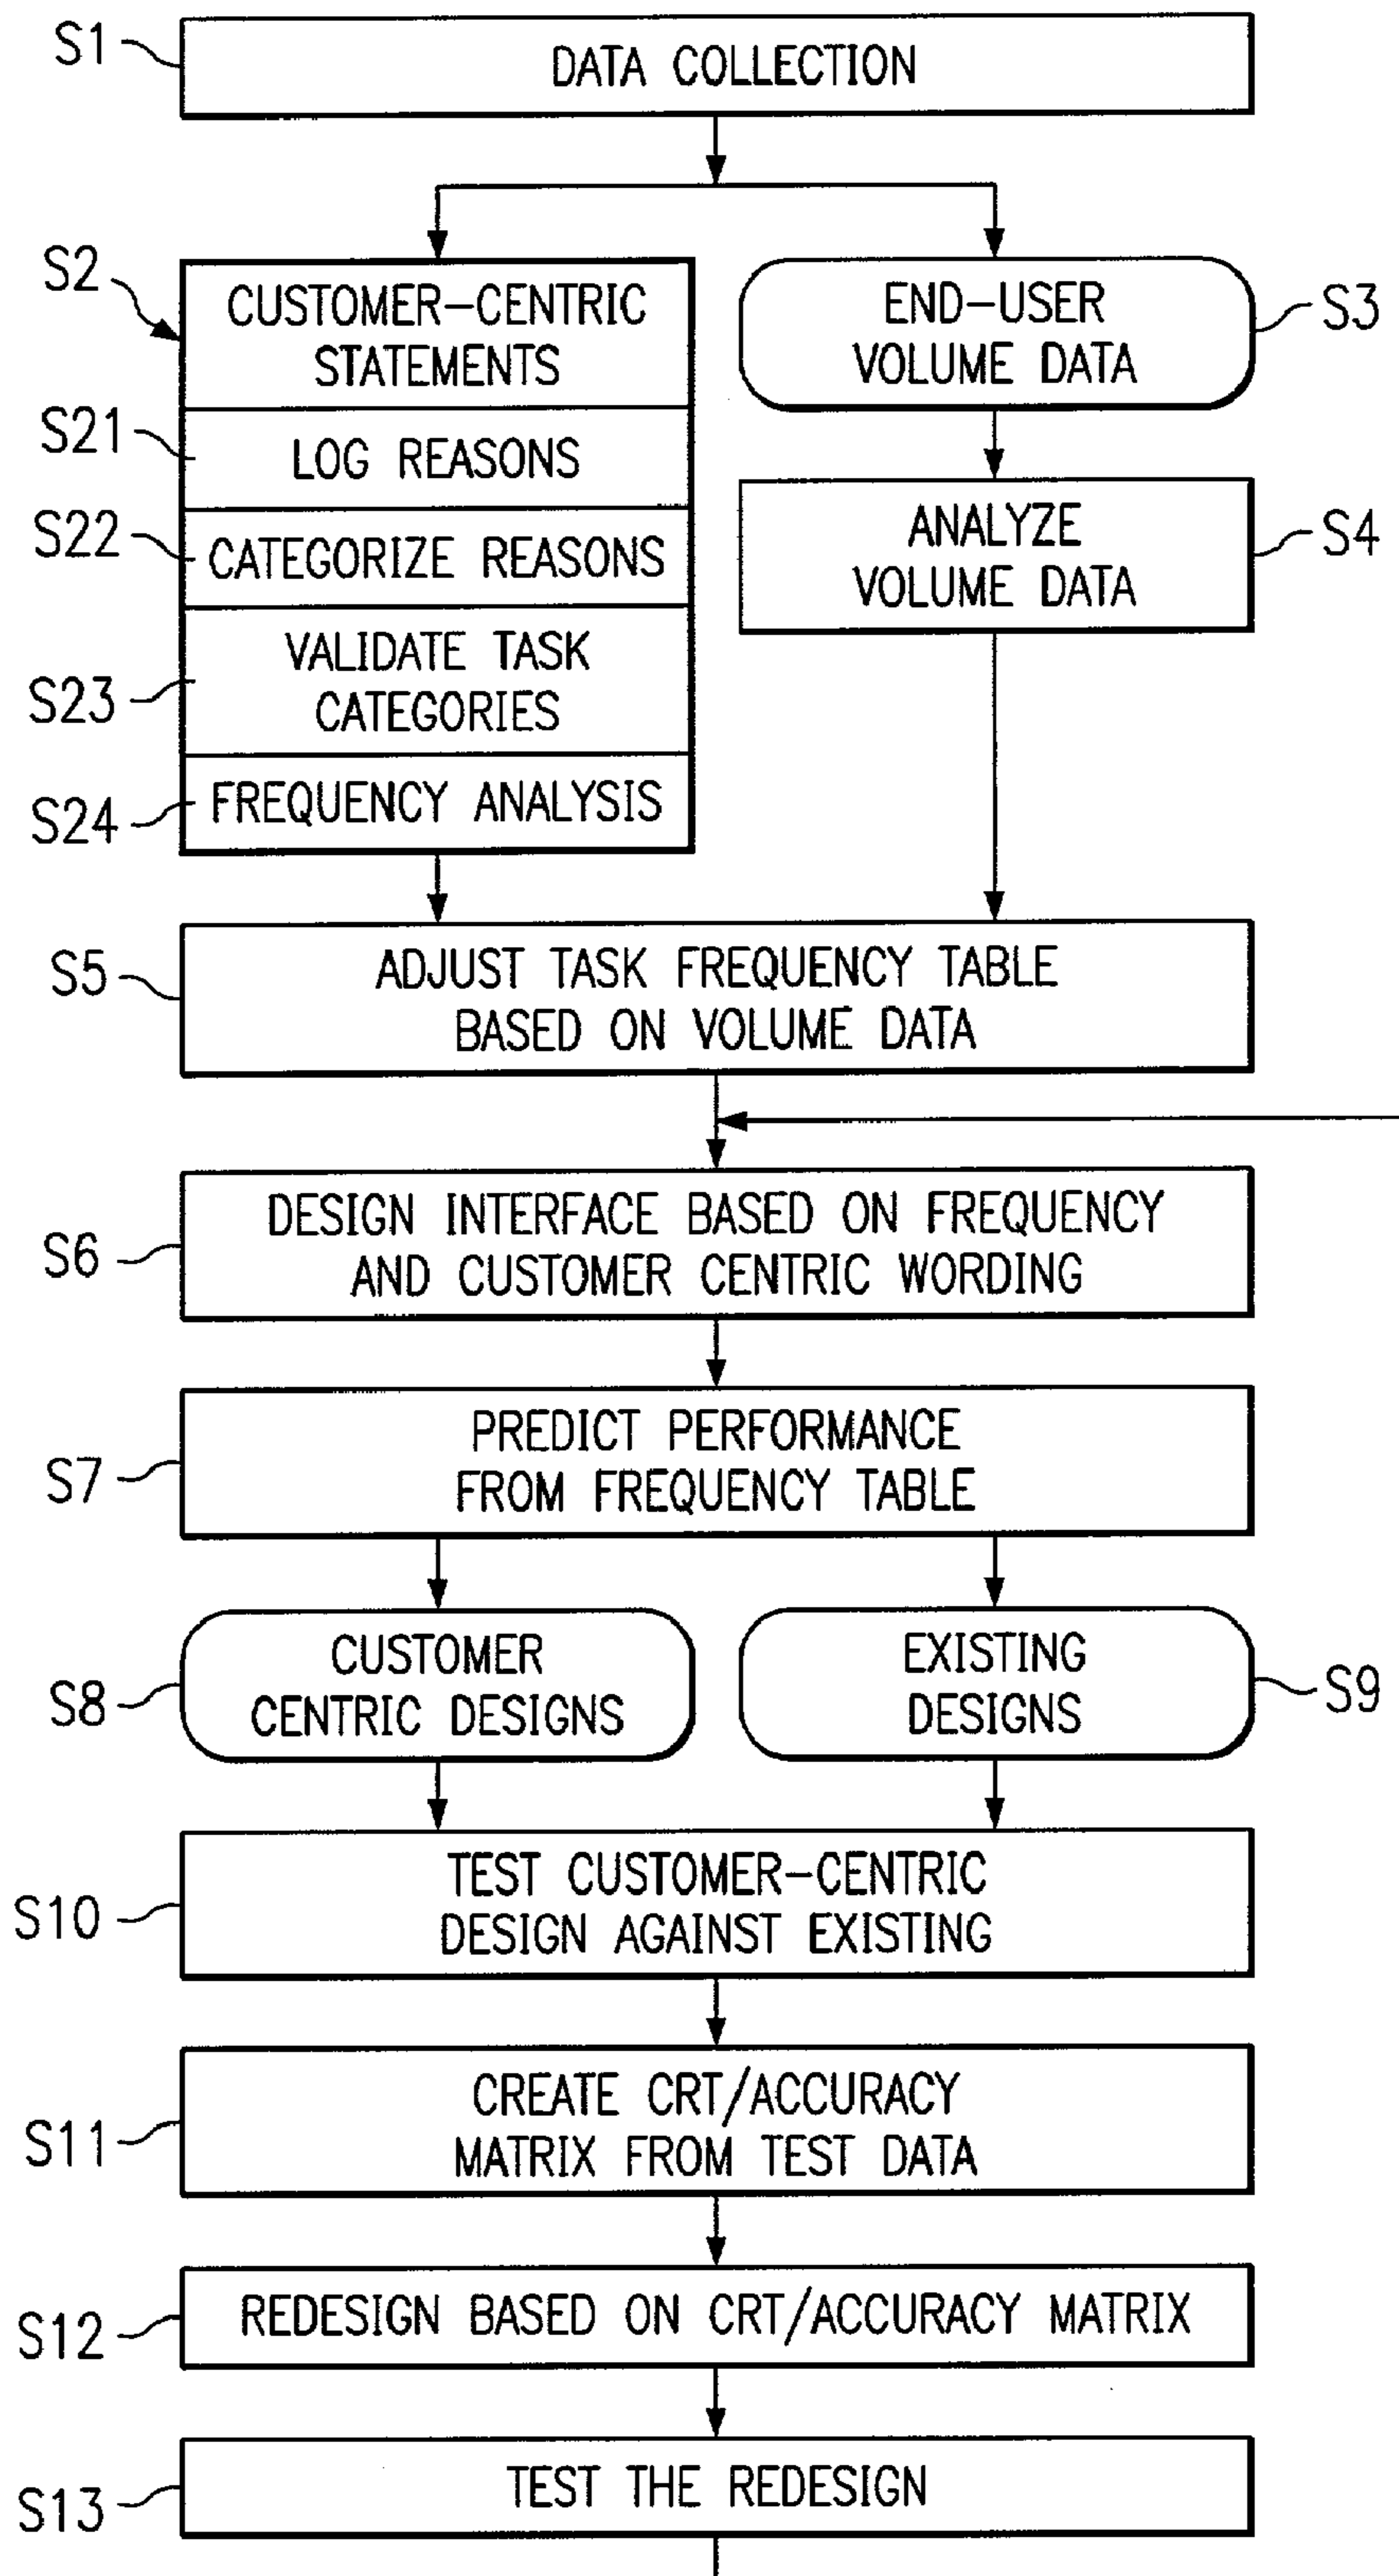 S1
DATA COLLECTION
S2
CUSTOMER-CENTRIC
STATEMENTS
S21
LOG REASONS
S22
CATEGORIZE REASONS
S23
VALIDATE TASK
CATEGORIES
S24
FREQUENCY ANALYSIS
END-USER
VOLUME DATA
S3
ANALYZE
VOLUME DATA
S4
S5
ADJUST TASK FREQUENCY TABLE
BASED ON VOLUME DATA
S6
DESIGN INTERFACE BASED ON FREQUENCY
AND CUSTOMER CENTRIC WORDING
S7
PREDICT PERFORMANCE
FROM FREQUENCY TABLE
S8
CUSTOMER
CENTRIC DESIGNS
EXISTING
DESIGNS
S9
S10
TEST CUSTOMER-CENTRIC
DESIGN AGAINST EXISTING
S11
CREATE CRT/ACCURACY
MATRIX FROM TEST DATA
S12
REDESIGN BASED ON CRT/ACCURACY MATRIX
S13
TEST THE REDESIGN